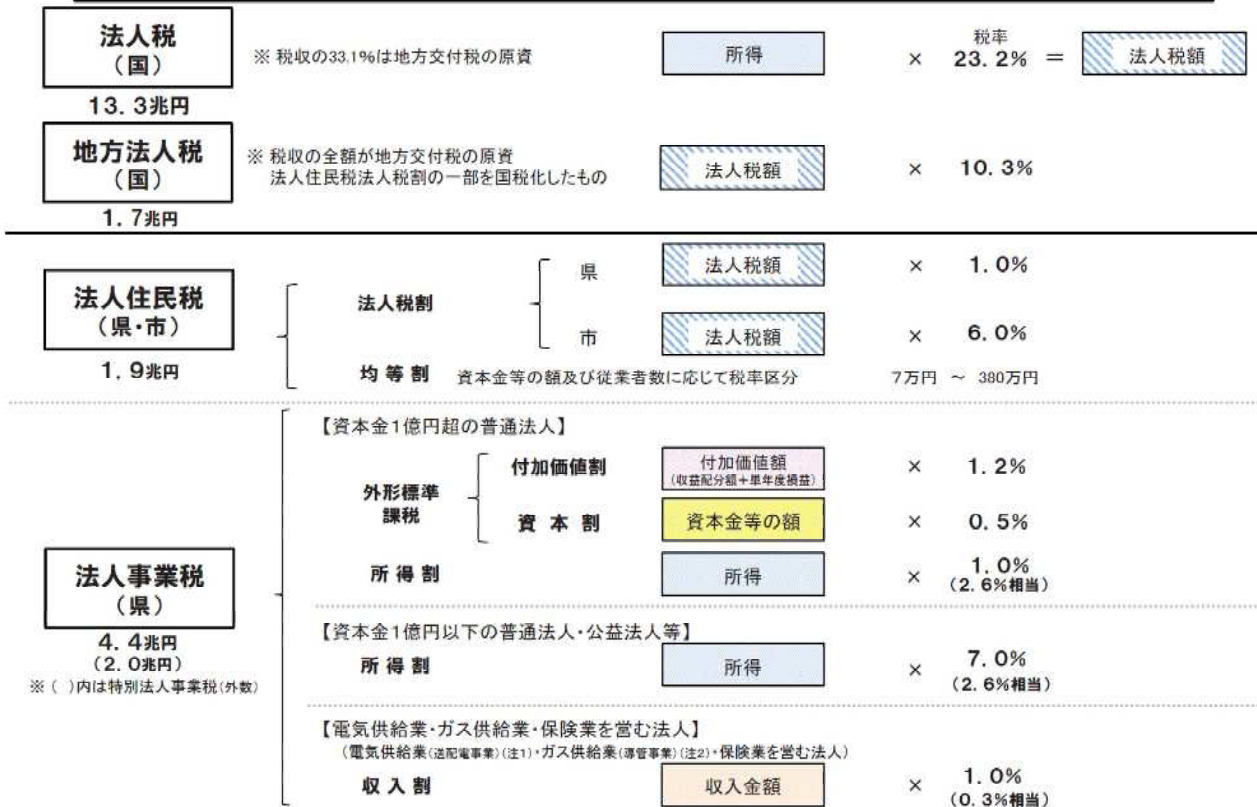 法人税
(国)
13.3兆円
※ 税収の33.1%は地方交付税の原資
所得 × 税率 23.2% = 法人税額
地方法人税
(国)
1.7兆円
※ 税収の全額が地方交付税の原資
法人住民税法人税割の一部を国税化したもの
法人税額 × 10.3%
法人住民税
(県・市)
1.9兆円
法人税割
県 法人税額 × 1.0%
市 法人税額 × 6.0%
均等割 資本金等の額及び従業者数に応じて税率区分 7万円 ~ 380万円
法人事業税
(県)
4.4兆円
(2.0兆円)
※( )内は特別法人事業税(外数)
【資本金1億円超の普通法人】
外形標準
課税
付加価値割 付加価値額 × 1.2%
(収益配分額+単年度損益)
資本割 資本金等の額 × 0.5%
所得割 所得 × 1.0%
(2.6%相当)
【資本金1億円以下の普通法人・公益法人等】
所得割 所得 × 7.0%
(2.6%相当)
【電気供給業・ガス供給業・保険業を営む法人】
(電気供給業(送配電事業)(注1)・ガス供給業(導管事業)(注2)・保険業を営む法人)
収入割 収入金額 × 1.0%
(0.3%相当)